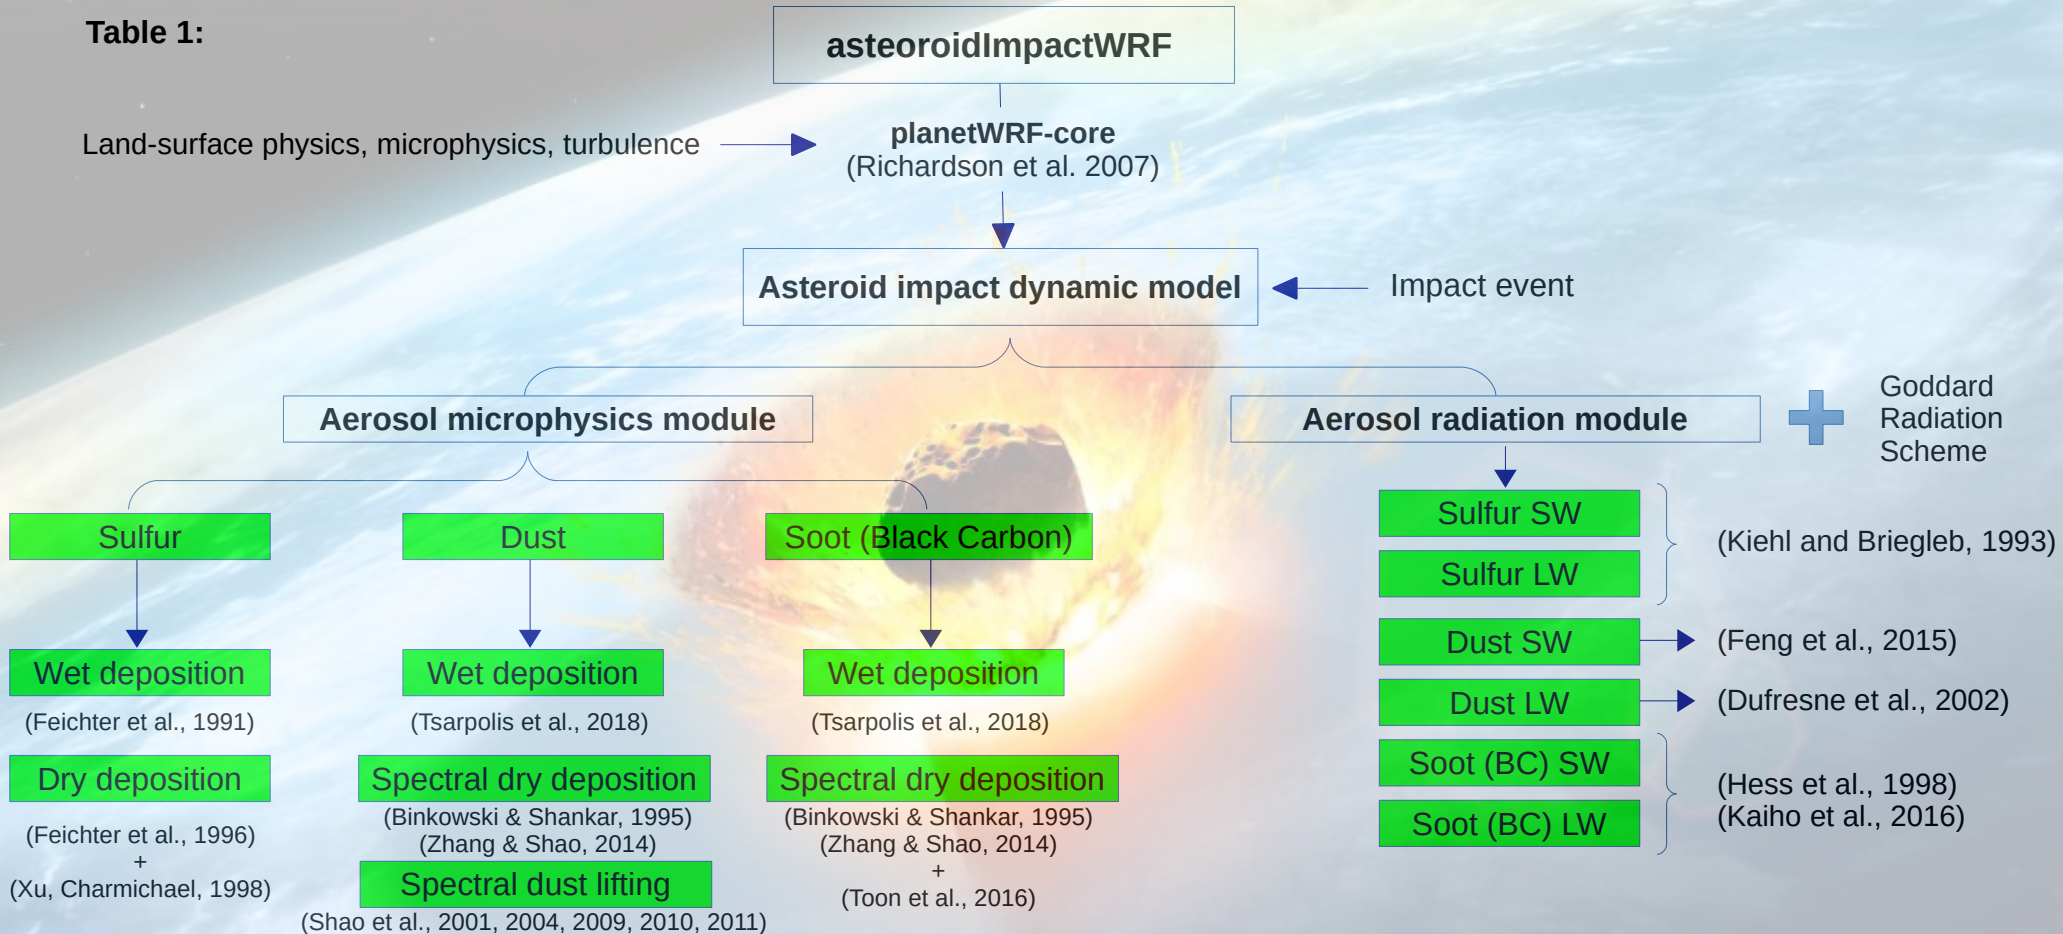 Table 1:
asteoroidImpactWRF
Land-surface physics, microphysics, turbulence
planetWRF-core
(Richardson et al. 2007)
Asteroid impact dynamic model
Impact event
Aerosol microphysics module
Aerosol radiation module
Goddard
Radiation
Scheme
Sulfur
Dust
Soot (Black Carbon)
Wet deposition
(Feichter et al., 1991)
Dry deposition
(Feichter et al., 1996)
+
(Xu, Charmichael, 1998)
Wet deposition
(Tsarpolis et al., 2018)
Spectral dry deposition
(Binkowski & Shankar, 1995)
(Zhang & Shao, 2014)
Spectral dust lifting
(Shao et al., 2001, 2004, 2009, 2010, 2011)
Wet deposition
(Tsarpolis et al., 2018)
Spectral dry deposition
(Binkowski & Shankar, 1995)
(Zhang & Shao, 2014)
+
(Toon et al., 2016)
Sulfur SW
Sulfur LW
(Kiehl and Briegleb, 1993)
Dust SW
(Feng et al., 2015)
Dust LW
(Dufresne et al., 2002)
Soot (BC) SW
Soot (BC) LW
(Hess et al., 1998)
(Kaiho et al., 2016)